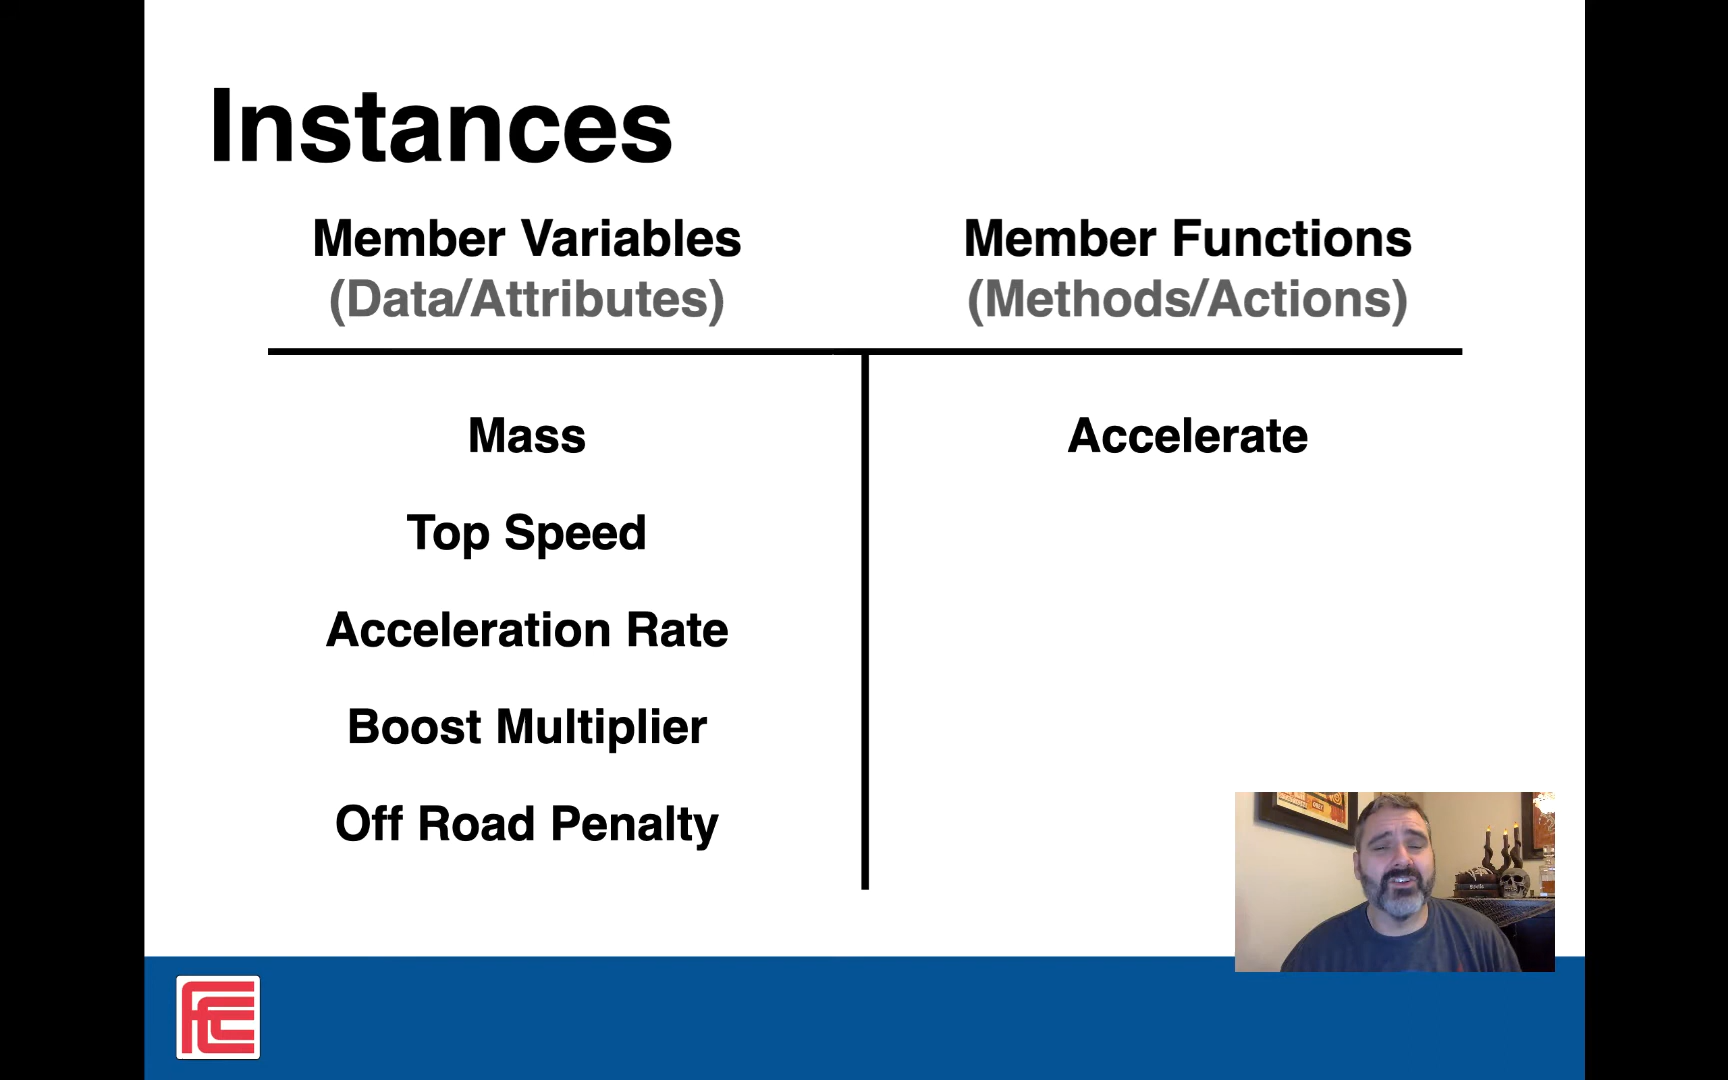 Instances
Member Variables
(Data/Attributes)
Member Functions
(Methods/Actions)
Mass
Top Speed
Acceleration Rate
Boost Multiplier
Off Road Penalty
Accelerate